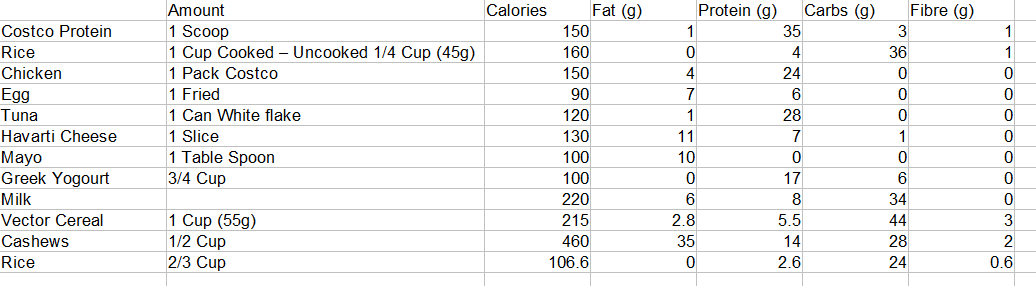 Amount Calories Fat (g) Protein (g) Carbs (g) Fibre (g)
Costco Protein 1 Scoop 150 1 35 3 1
Rice 1 Cup Cooked – Uncooked 1/4 Cup (45g) 160 0 4 36 1
Chicken 1 Pack Costco 150 4 24 0 0
Egg 1 Fried 90 7 6 0 0
Tuna 1 Can White flake 120 1 28 0 0
Havarti Cheese 1 Slice 130 11 7 1 0
Mayo 1 Table Spoon 100 10 0 0 0
Greek Yogourt 3/4 Cup 100 0 17 6 0
Milk 220 6 8 34 0
Vector Cereal 1 Cup (55g) 215 2.8 5.5 44 3
Cashews 1/2 Cup 460 35 14 28 2
Rice 2/3 Cup 106.6 0 2.6 24 0.6